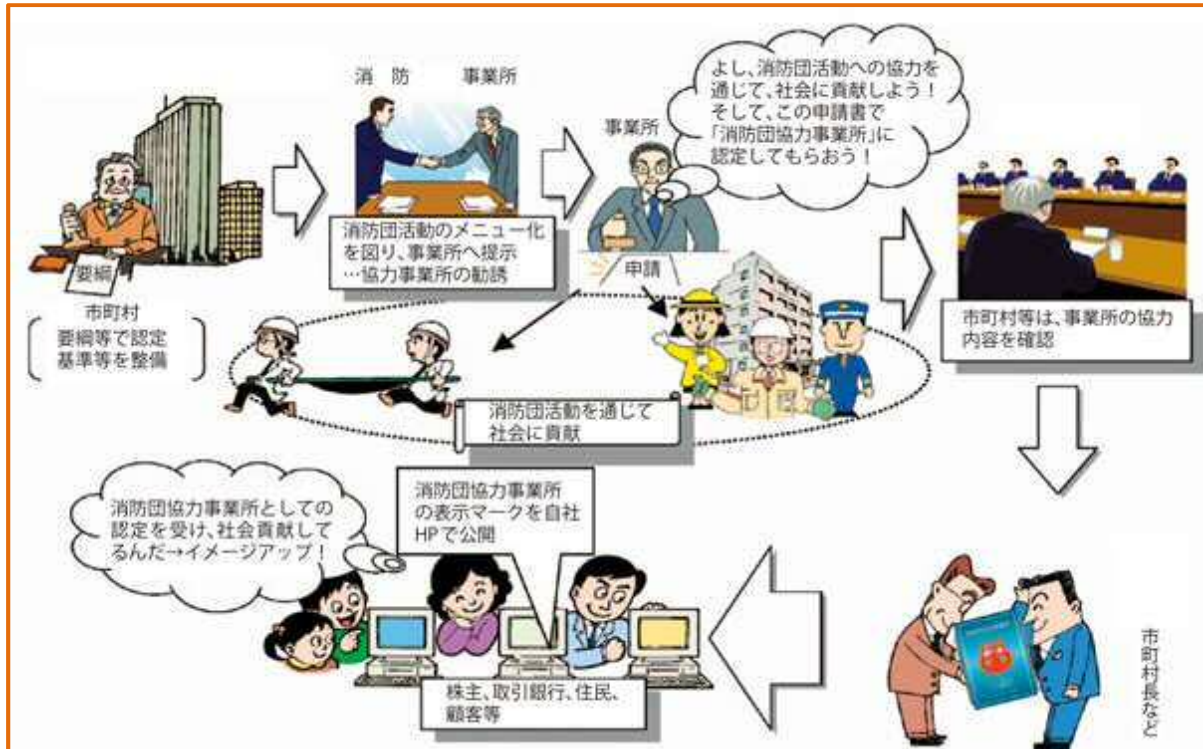 要綱
市町村
要綱等で認定
基準等を整備
消 防 事業所
消防団活動のメニュー化
を図り、事業所へ提示
…協力事業所の勧誘
事業所
よし、消防団活動への協力を
通じて、社会に貢献しよう!
そして、この申請書で
「消防団協力事業所」に
認定してもらおう!
申請
消防団活動を通じて
社会に貢献
市町村等は、事業所の協力
内容を確認
市町村長など
消防団協力事業所
の表示マークを自社
HPで公開
消防団協力事業所としての
認定を受け、社会貢献して
るんだ→イメージアップ!
株主、取引銀行、住民、
顧客等